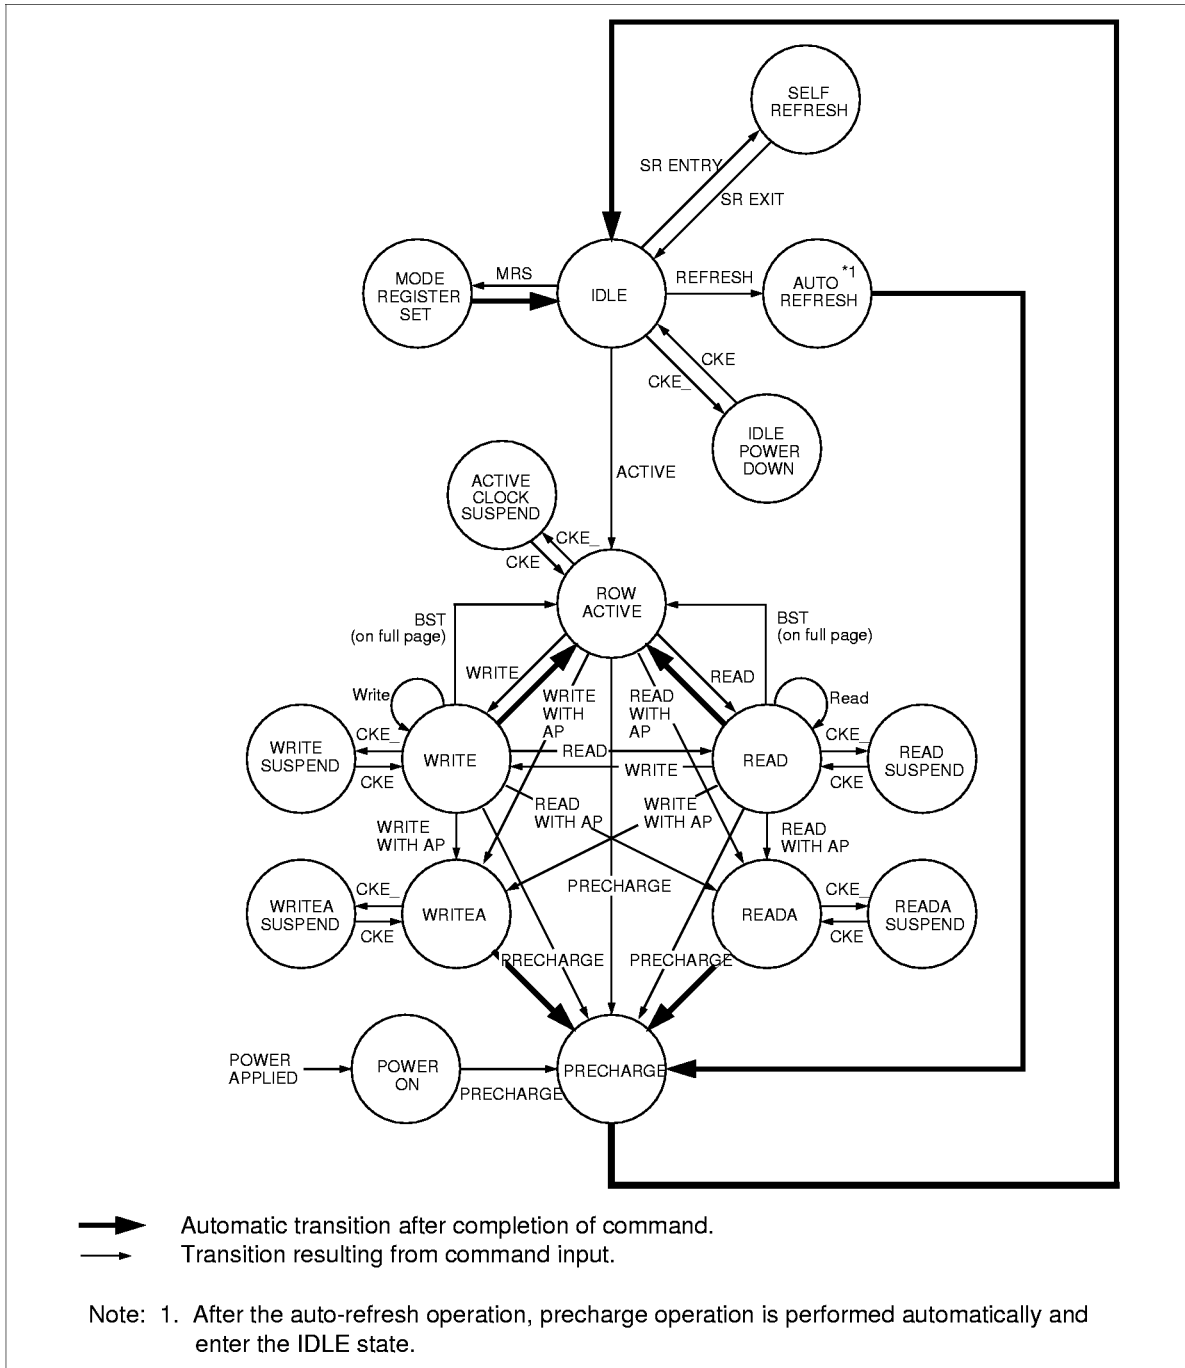 SELF
REFRESH
SR ENTRY
SR EXIT
MODE
REGISTER
SET
MRS
IDLE
REFRESH
AUTO *1
REFRESH
CKE
CKE_
IDLE
POWER
DOWN
ACTIVE
ACTIVE
CLOCK
SUSPEND
CKE_
CKE
ROW
ACTIVE
BST
(on full page)
BST
(on full page)
WRITE
READ
Write
WRITE
WITH
AP
READ
WITH
AP
Read
WRITE
SUSPEND
CKE_
CKE
WRITE
READ
WRITE
READ
CKE_
CKE
READ
SUSPEND
WRITE
WITH AP
READ
WITH AP
WRITE
WITH AP
READ
WITH AP
PRECHARGE
WRITEA
SUSPEND
CKE_
CKE
WRITEA
READA
CKE_
CKE
READA
SUSPEND
PRECHARGE
PRECHARGE
POWER
APPLIED
POWER
ON
PRECHARGE
PRECHARGE
Automatic transition after completion of command.
Transition resulting from command input.
Note: 1. After the auto-refresh operation, precharge operation is performed automatically and
enter the IDLE state.